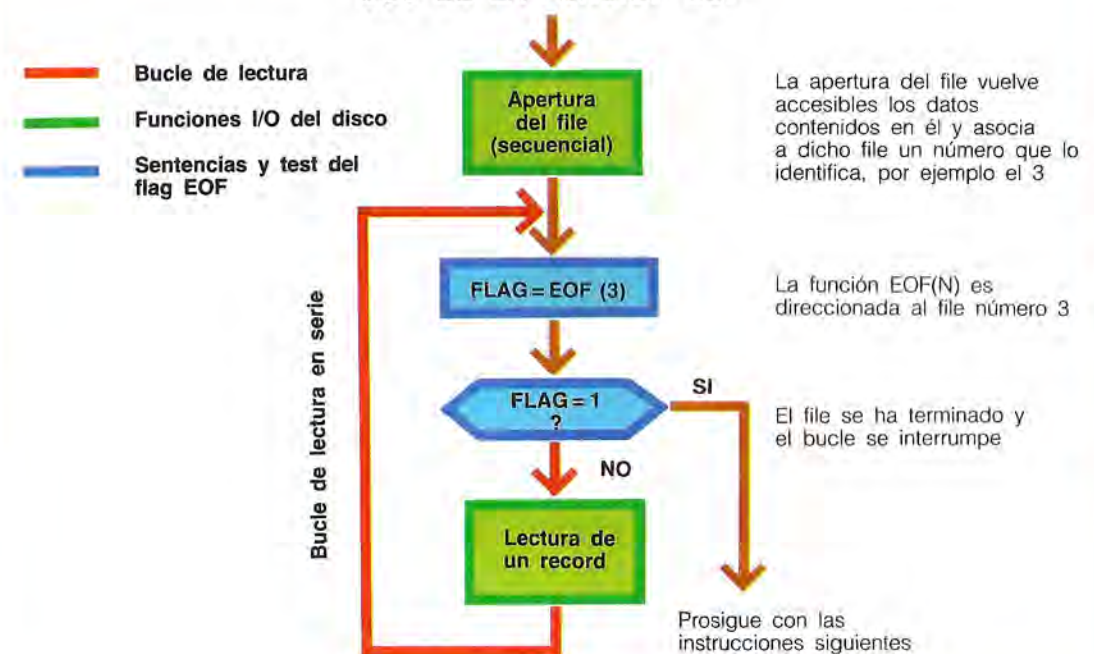 Bucle de lectura
Funciones I/O del disco
Sentencias y test del
flag EOF
Apertura
del file
(secuencial)
La apertura del file vuelve
accesibles los datos
contenidos en él y asocia
a dicho file un número que lo
identifica, por ejemplo el 3
Bucle de lectura en serie
FLAG=EOF (3)
La función EOF(N) es
direccionada al file número 3
FLAG=1
?
SI
El file se ha terminado y
el bucle se interrumpe
NO
Lectura de
un record
Prosigue con las
instrucciones siguientes